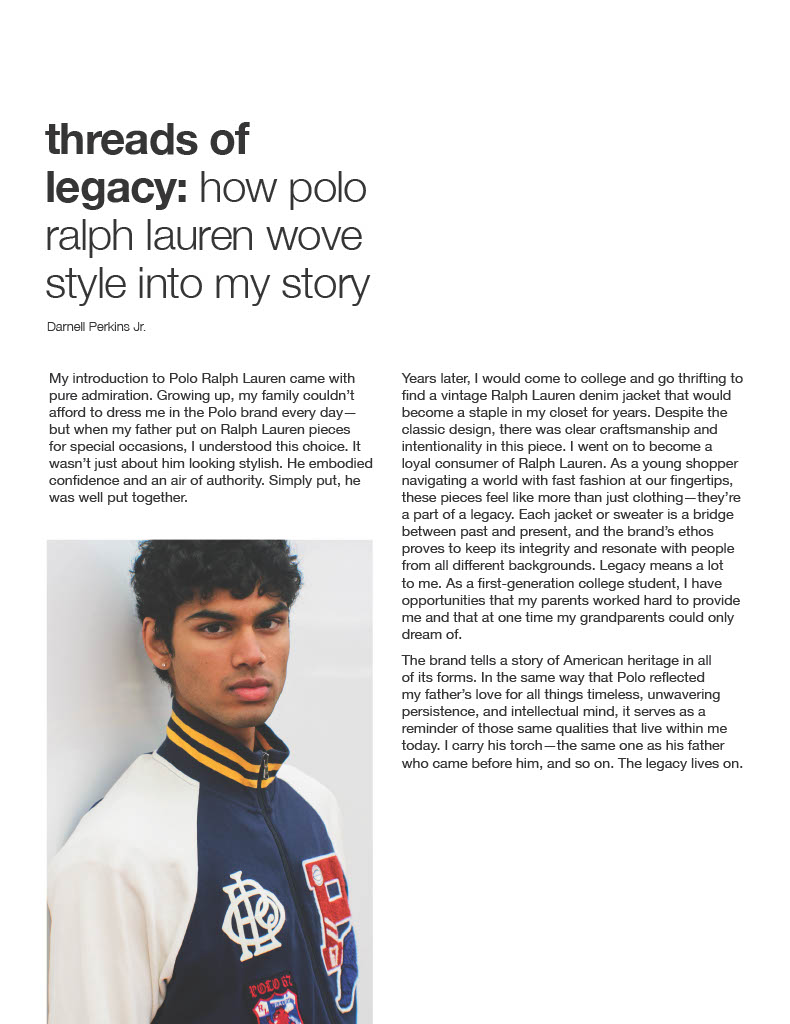 threads of
legacy: how polo
ralph lauren wove
style into my story
Darnell Perkins Jr.
My introduction to Polo Ralph Lauren came with
pure admiration. Growing up, my family couldn’t
afford to dress me in the Polo brand every day—
but when my father put on Ralph Lauren pieces
for special occasions, I understood this choice. It
wasn’t just about him looking stylish. He embodied
confidence and an air of authority. Simply put, he
was well put together.
Years later, I would come to college and go thrifting to
find a vintage Ralph Lauren denim jacket that would
become a staple in my closet for years. Despite the
classic design, there was clear craftsmanship and
intentionality in this piece. I went on to become a
loyal consumer of Ralph Lauren. As a young shopper
navigating a world with fast fashion at our fingertips,
these pieces feel like more than just clothing—they’re
a part of a legacy. Each jacket or sweater is a bridge
between past and present, and the brand’s ethos
proves to keep its integrity and resonate with people
from all different backgrounds. Legacy means a lot
to me. As a first-generation college student, I have
opportunities that my parents worked hard to provide
me and that at one time my grandparents could only
dream of.
The brand tells a story of American heritage in all
of its forms. In the same way that Polo reflected
my father’s love for all things timeless, unwavering
persistence, and intellectual mind, it serves as a
reminder of those same qualities that live within me
today. I carry his torch—the same one as his father
who came before him, and so on. The legacy lives on.
P
POLO 67